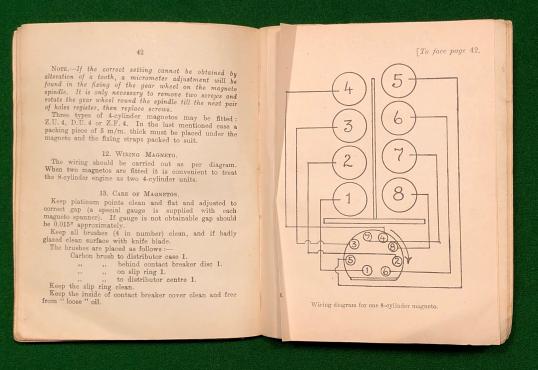 42
NOTE.—If the correct setting cannot be obtained by
alteration of a tooth, a micrometer adjustment will be
found in the fixing of the gear wheel on the magneto
spindle. It is only necessary to remove two screws and
rotate the gear wheel round the spindle till the next pair
of holes register, then replace screws.
Three types of 4-cylinder magnetos may be fitted :
Z.U. 4, D.U. 4 or Z.F. 4. In the last mentioned case a
packing piece of 5 m/m. thick must be placed under the
magneto and the fixing straps packed to suit.
12. WIRING MAGNETO.
The wiring should be carried out as per diagram.
When two magnetos are fitted it is convenient to treat
the 8-cylinder engine as two 4-cylinder units.
13. CARE OF MAGNETOS.
Keep platinum points clean and flat and adjusted to
correct gap (a special gauge is supplied with each
magneto spanner). If gauge is not obtainable gap should
be 0.015" approximately.
Keep all brushes (4 in number) clean, and if badly
glazed clean surface with knife blade.
The brushes are placed as follows :—
Carbon brush to distributor case 1.
„ „ behind contact breaker disc 1.
„ „ on slip ring 1.
„ „ to distributor centre 1.
Keep the slip ring clean.
Keep the inside of contact breaker cover clean and free
from " loose " oil.
[To face page 42.
4 5
3 6
2 7
1 8
7 4
3 8
5 2
1 6
Wiring diagram for one 8-cylinder magneto.